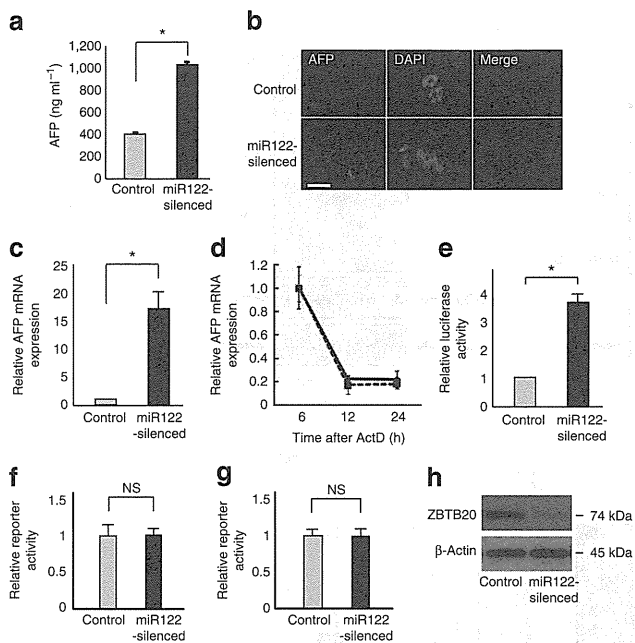 a
*
AFP (ng ml⁻¹)
1,200
1,000
800
600
400
200
0
Control
miR122-
silenced
b
AFP
DAPI
Merge
Control
miR122-
silenced
c
*
Relative AFP mRNA
expression
25
20
15
10
5
0
Control
miR122
-silenced
d
Relative AFP mRNA
expression
1.2
1.0
0.8
0.6
0.4
0.2
0
6
12
24
Time after ActD (h)
e
*
Relative luciferase
activity
4
3
2
1
0
Control
miR122-
silenced
f
NS
Relative reporter
activity
1.5
1
0.5
0
Control
miR122
-silenced
g
NS
Relative reporter
activity
1.5
1
0.5
0
Control
miR122
-silenced
h
ZBTB20
– 74 kDa
β-Actin
– 45 kDa
Control
miR122-
silenced